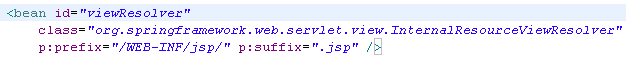 <bean id="viewResolver"
class="org.springframework.web.servlet.view.InternalResourceViewResolver"
p:prefix="/WEB-INF/jsp/" p:suffix=".jsp" />